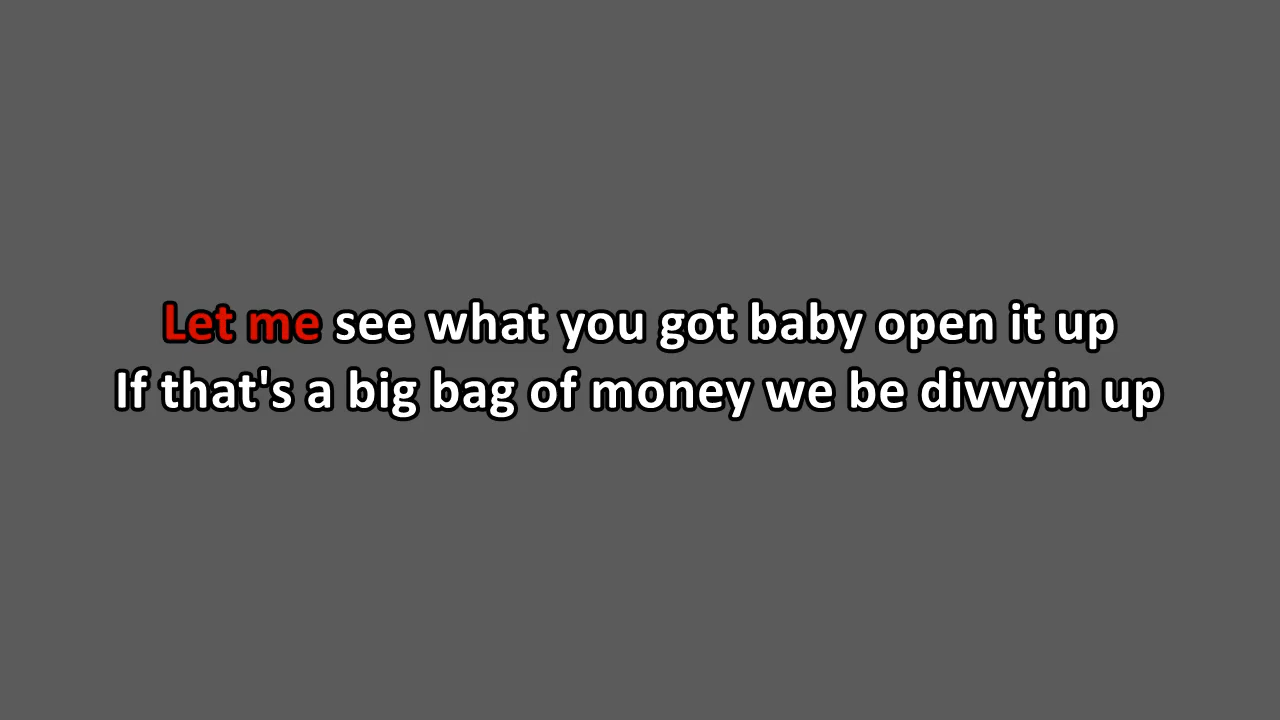 Let me see what you got baby open it up
If that's a big bag of money we be divvyin up